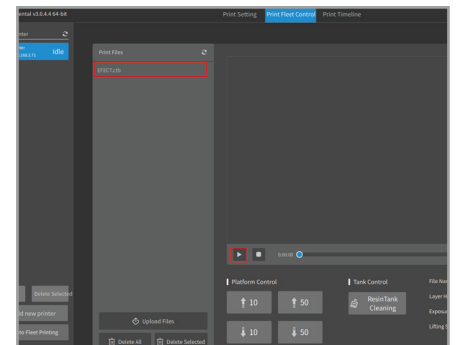 ental v3.0.4.4 64-bit
Print Setting Print Fleet Control Print Timeline
nter
Idle
Print Files
EFECT.ctb
0:00:00
Platform Control
Tank Control
File Nar
10
50
ResinTank
Cleaning
Layer H
Exposu
Lifting S
10
50
Delete Selected
d new printer
to Fleet Printing
Upload Files
Delete All
Delete Selected